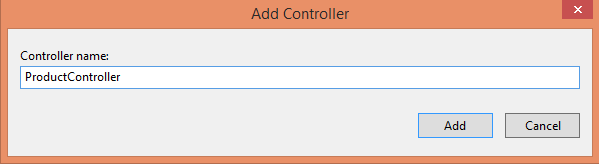 Add Controller
Controller name:
ProductController
Add
Cancel